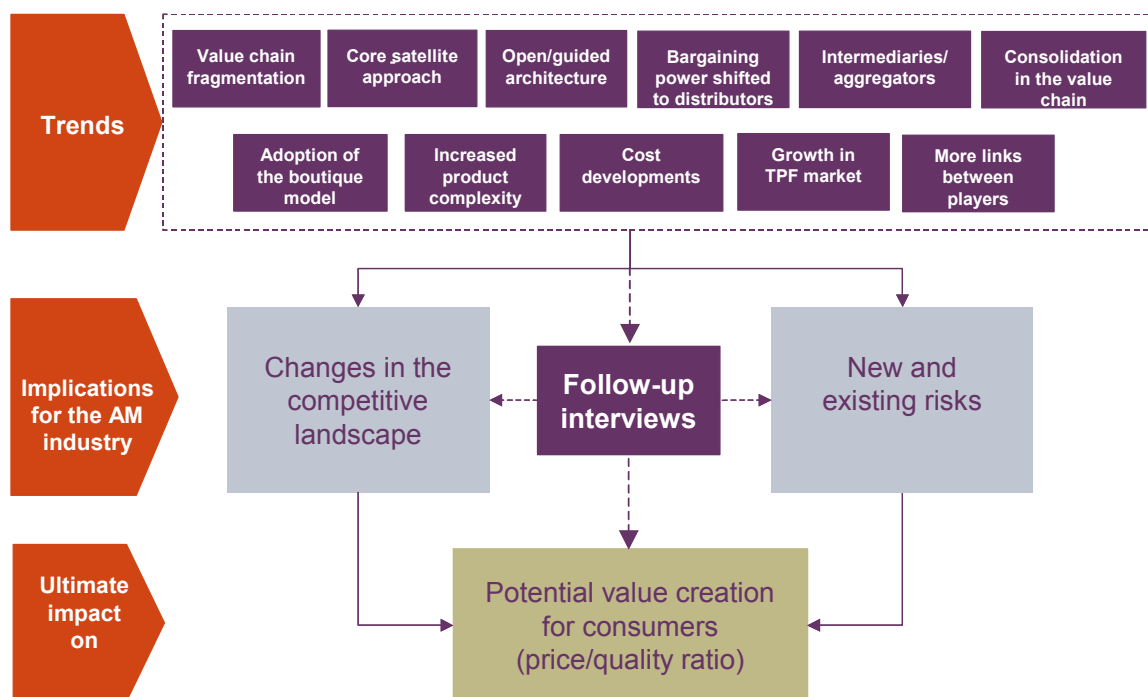 Trends
Value chain
fragmentation
Core satellite
approach
Open/guided
architecture
Bargaining
power shifted
to distributors
Intermediaries/
aggregators
Consolidation
in the value
chain
Adoption of
the boutique
model
Increased
product
complexity
Cost
developments
Growth in
TPF market
More links
between
players
Implications
for the AM
industry
Changes in the
competitive
landscape
Follow-up
interviews
New and
existing risks
Ultimate
impact
on
Potential value creation
for consumers
(price/quality ratio)